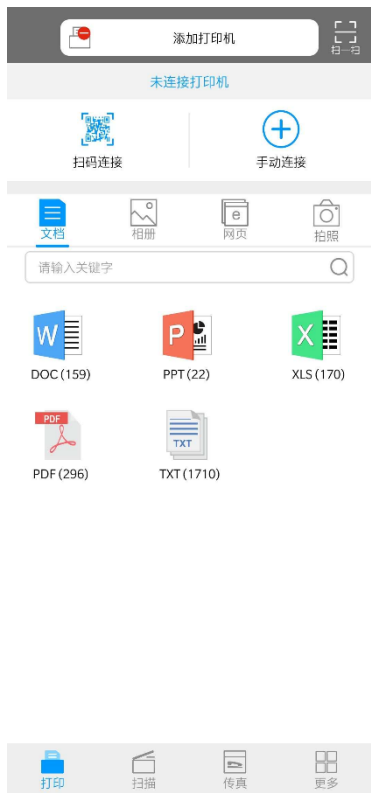 添加打印机
扫一扫
未连接打印机
扫码连接
手动连接
文档
相册
网页
拍照
请输入关键字
W
P
X
DOC(159)
PPT(22)
XLS(170)
PDF
TXT
PDF(296)
TXT(1710)
打印
扫描
传真
更多